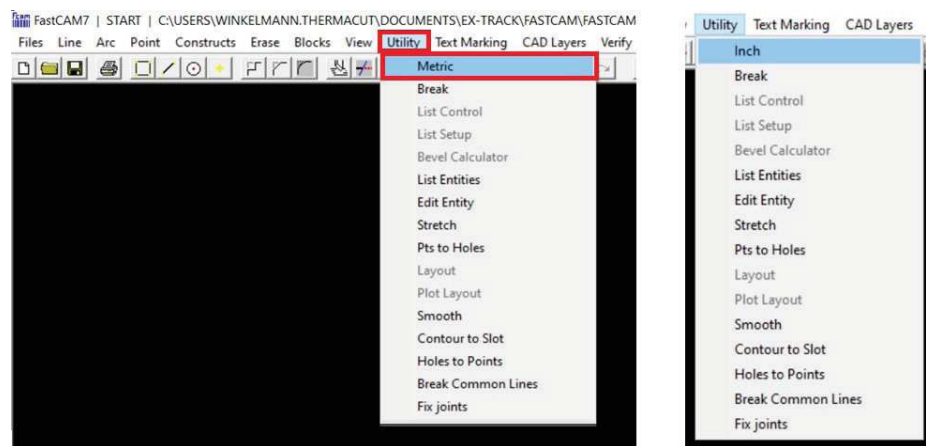 FastCAM7 | START | C:\USERS\WINKELMANN.THERMACUT\DOCUMENTS\EX-TRACK\FASTCAM\FASTCAM
Files Line Arc Point Constructs Erase Blocks View Utility Text Marking CAD Layers Verify
Metric
Break
List Control
List Setup
Bevel Calculator
List Entities
Edit Entity
Stretch
Pts to Holes
Layout
Plot Layout
Smooth
Contour to Slot
Holes to Points
Break Common Lines
Fix joints
Utility Text Marking CAD Layers
Inch
Break
List Control
List Setup
Bevel Calculator
List Entities
Edit Entity
Stretch
Pts to Holes
Layout
Plot Layout
Smooth
Contour to Slot
Holes to Points
Break Common Lines
Fix joints